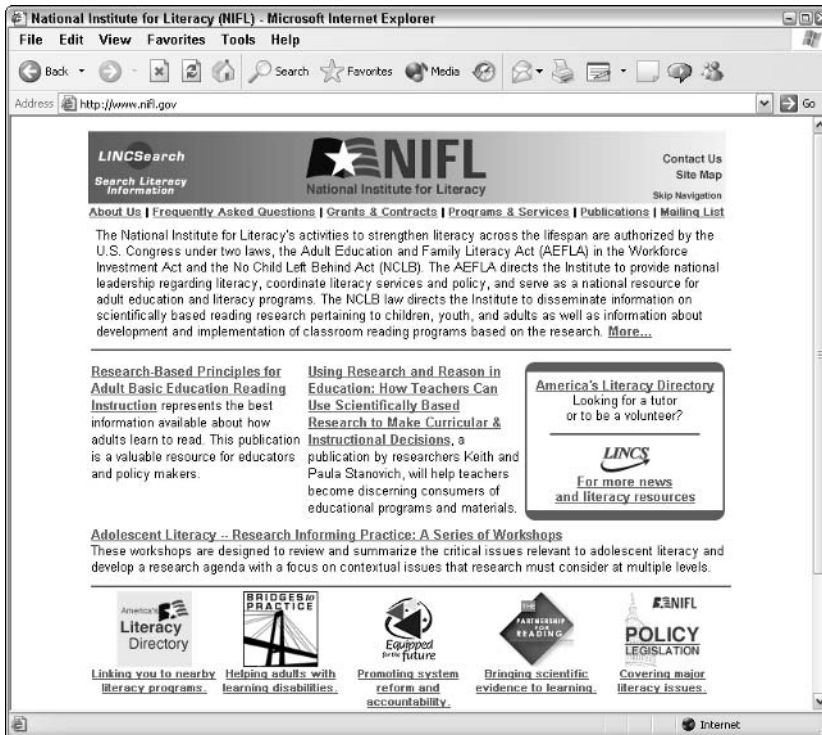 National Institute for Literacy (NIFL) - Microsoft Internet Explorer
File Edit View Favorites Tools Help
Back Search Favorites Media
Address http://www.nifl.gov Go
LINCSearch
Search Literacy
Information
NIFL
National Institute for Literacy
Contact Us
Site Map
Skip Navigation
About Us | Frequently Asked Questions | Grants & Contracts | Programs & Services | Publications | Mailing List
The National Institute for Literacy's activities to strengthen literacy across the lifespan are authorized by the
U.S. Congress under two laws, the Adult Education and Family Literacy Act (AEFLA) in the Workforce
Investment Act and the No Child Left Behind Act (NCLB). The AEFLA directs the Institute to provide national
leadership regarding literacy, coordinate literacy services and policy, and serve as a national resource for
adult education and literacy programs. The NCLB law directs the Institute to disseminate information on
scientifically based reading research pertaining to children, youth, and adults as well as information about
development and implementation of classroom reading programs based on the research. More...
Research-Based Principles for
Adult Basic Education Reading
Instruction represents the best
information available about how
adults learn to read. This publication
is a valuable resource for educators
and policy makers.
Using Research and Reason in
Education: How Teachers Can
Use Scientifically Based
Research to Make Curricular &
Instructional Decisions, a
publication by researchers Keith and
Paula Stanovich, will help teachers
become discerning consumers of
educational programs and materials.
America's Literacy Directory
Looking for a tutor
or to be a volunteer?
LINCS
For more news
and literacy resources
Adolescent Literacy -- Research Informing Practice: A Series of Workshops
These workshops are designed to review and summarize the critical issues relevant to adolescent literacy and
develop a research agenda with a focus on contextual issues that research must consider at multiple levels.
America's
Literacy
Directory
Linking you to nearby
literacy programs.
BRIDGES to
PRACTICE
Helping adults with
learning disabilities.
Equipped
for the future
Promoting system
reform and
accountability.
THE
PARTNERSHIP
FOR
READING
Bringing scientific
evidence to learning.
NIFL
POLICY
LEGISLATION
Covering major
literacy issues.
Internet